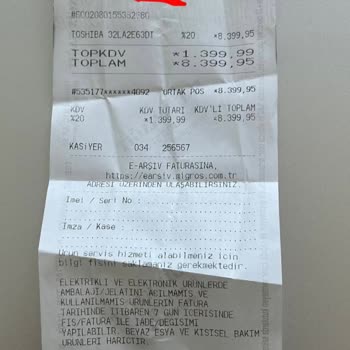 #0002080155362980
TOSHIBA 32LA2E63DT %20 *8.399,95
TOPKDV *1.399,99
TOPLAM *8.399,95
#535177******4092 ORTAK POS *8.399,95
KDV KDV TUTARI KDV'Lİ TOPLAM
%20 *1.399,99 *8.399,95
KASİYER 034 256567
E-ARŞİV FATURASINA,
https://earsiv.migros.com.tr
ADRESİ ÜZERİNDEN ULAŞABİLİRSİNİZ.
İmei / Seri No :
İmza / Kaşe :
Ürün servis hizmeti alabilmeniz için
bilgi fişini saklamanız gerekmektedir.
ELEKTRİKLİ VE ELEKTRONİK ÜRÜNLERDE
AMBALAJI/JELATİNİ AÇILMAMIŞ VE
KULLANILMAMIŞ ÜRÜNLERİN FATURA
TARİHİNDE İTİBAREN 7 GÜN İÇERİSİNDE
FİŞ/FATURA İLE İADE/DEĞİŞİMİ
YAPILABİLİR. BEYAZ EŞYA VE KİŞİSEL BAKIM
ÜRÜNLERİ HARİÇTİR.